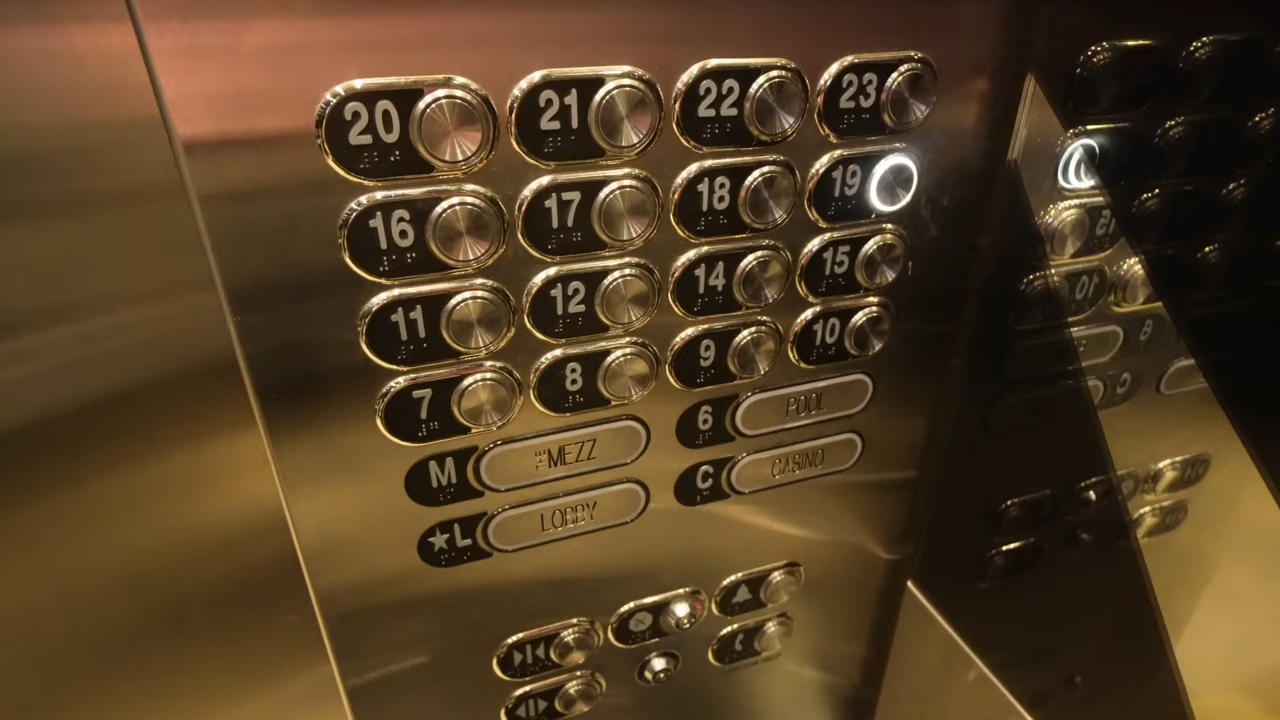 20 21 22 23
16 17 18 19
11 12 14 15
7 8 9 10
M THE MEZZ 6 POOL
★L LOBBY C CASINO